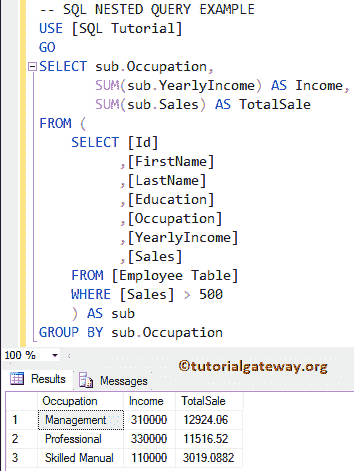 -- SQL NESTED QUERY EXAMPLE
USE [SQL Tutorial]
GO
SELECT sub.Occupation,
SUM(sub.YearlyIncome) AS Income,
SUM(sub.Sales) AS TotalSale
FROM (
SELECT [Id]
,[FirstName]
,[LastName]
,[Education]
,[Occupation]
,[YearlyIncome]
,[Sales]
FROM [Employee Table]
WHERE [Sales] > 500
) AS sub
GROUP BY sub.Occupation
100 %
©tutorialgateway.org
Results Messages
Occupation Income TotalSale
1 Management 310000 12924.06
2 Professional 330000 11516.52
3 Skilled Manual 110000 3019.0882